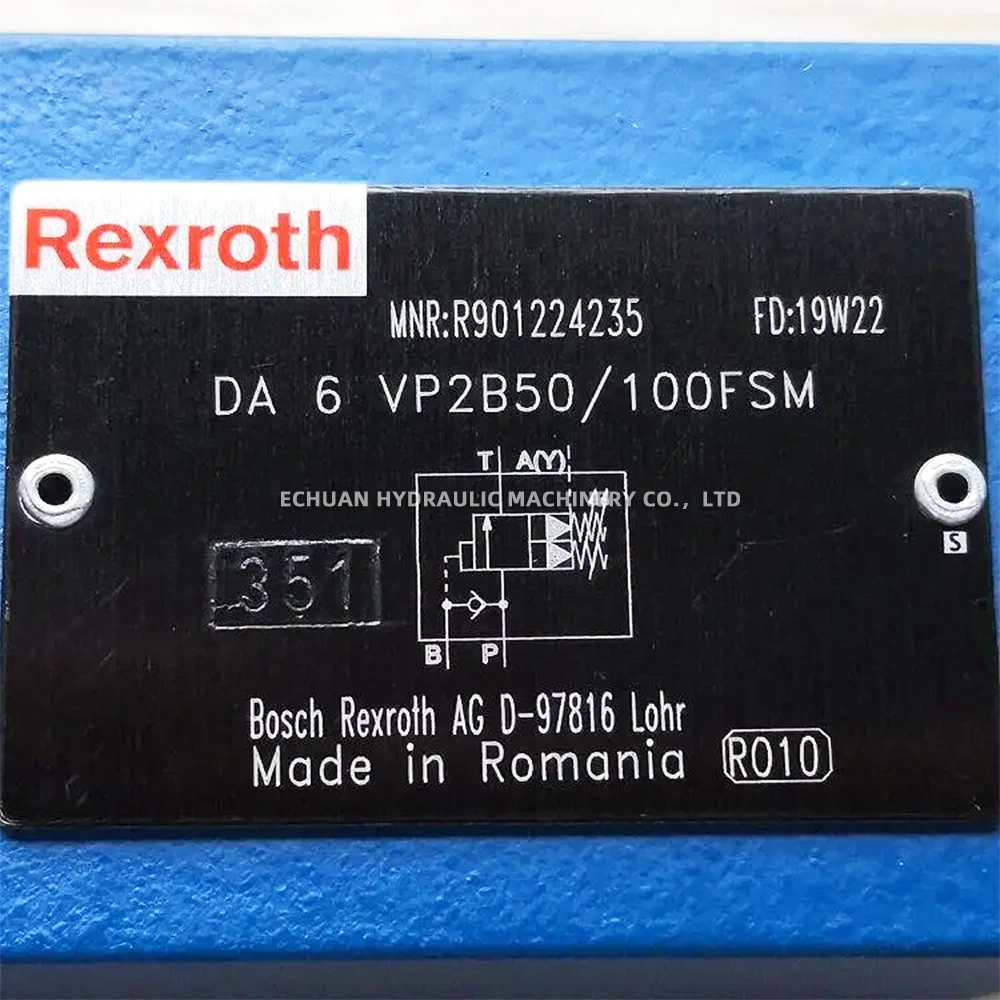 Rexroth
MNR:R901224235 FD:19W22
DA 6 VP2B50/100FSM
T A(Y)
ECHUAN HYDRAULIC MACHINERY CO., LTD
S
351
B P
Bosch Rexroth AG D-97816 Lohr
Made in Romania R010